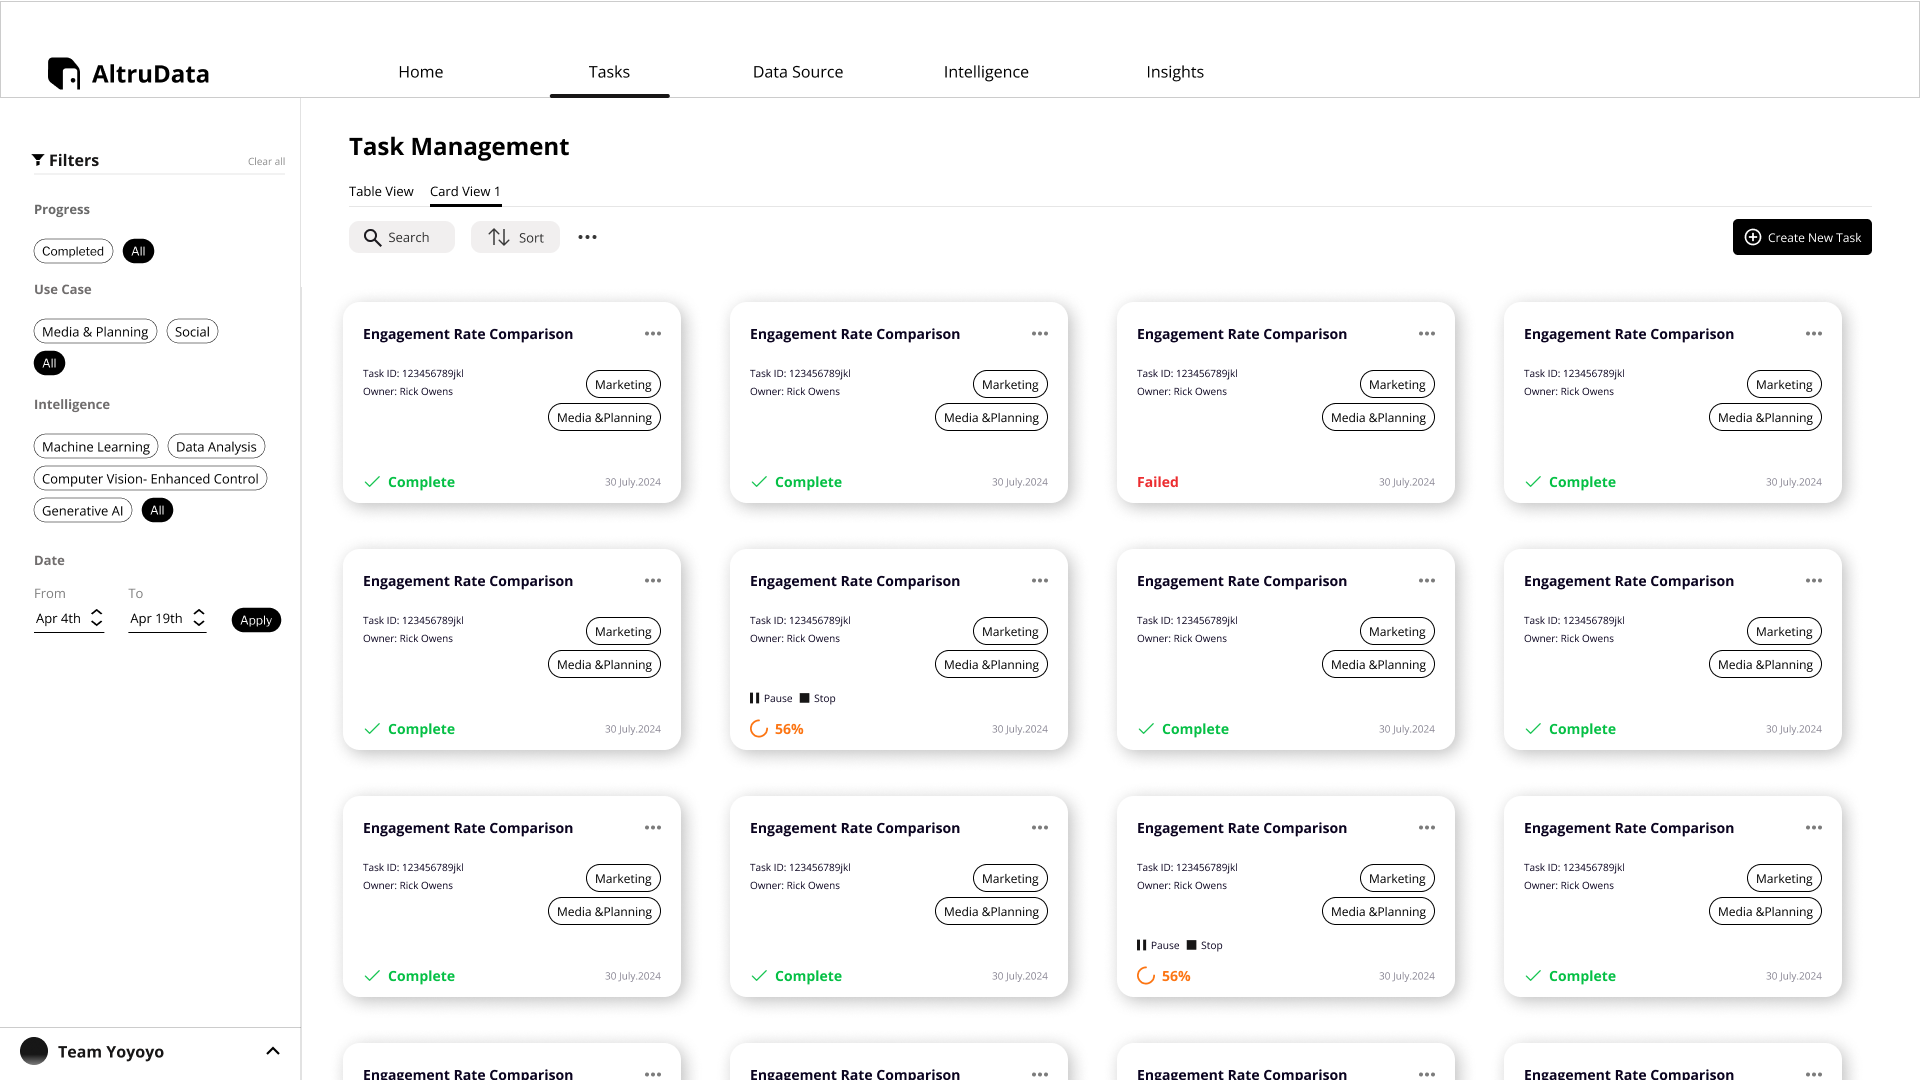 AltruData
Home Tasks Data Source Intelligence Insights
Filters Clear all
Progress
Completed All
Use Case
Media & Planning Social
All
Intelligence
Machine Learning Data Analysis
Computer Vision- Enhanced Control
Generative AI All
Date
From To
Apr 4th Apr 19th Apply
Team Yoyoyo
Task Management
Table View Card View 1
Search Sort Create New Task
Engagement Rate Comparison
Task ID: 123456789jkl
Owner: Rick Owens
Marketing
Media &Planning
Complete 30 July.2024
Engagement Rate Comparison
Task ID: 123456789jkl
Owner: Rick Owens
Marketing
Media &Planning
Complete 30 July.2024
Engagement Rate Comparison
Task ID: 123456789jkl
Owner: Rick Owens
Marketing
Media &Planning
Failed 30 July.2024
Engagement Rate Comparison
Task ID: 123456789jkl
Owner: Rick Owens
Marketing
Media &Planning
Complete 30 July.2024
Engagement Rate Comparison
Task ID: 123456789jkl
Owner: Rick Owens
Marketing
Media &Planning
Complete 30 July.2024
Engagement Rate Comparison
Task ID: 123456789jkl
Owner: Rick Owens
Marketing
Media &Planning
Pause Stop
56% 30 July.2024
Engagement Rate Comparison
Task ID: 123456789jkl
Owner: Rick Owens
Marketing
Media &Planning
Complete 30 July.2024
Engagement Rate Comparison
Task ID: 123456789jkl
Owner: Rick Owens
Marketing
Media &Planning
Complete 30 July.2024
Engagement Rate Comparison
Task ID: 123456789jkl
Owner: Rick Owens
Marketing
Media &Planning
Complete 30 July.2024
Engagement Rate Comparison
Task ID: 123456789jkl
Owner: Rick Owens
Marketing
Media &Planning
Complete 30 July.2024
Engagement Rate Comparison
Task ID: 123456789jkl
Owner: Rick Owens
Marketing
Media &Planning
Pause Stop
56% 30 July.2024
Engagement Rate Comparison
Task ID: 123456789jkl
Owner: Rick Owens
Marketing
Media &Planning
Complete 30 July.2024
Engagement Rate Comparison
Engagement Rate Comparison
Engagement Rate Comparison
Engagement Rate Comparison